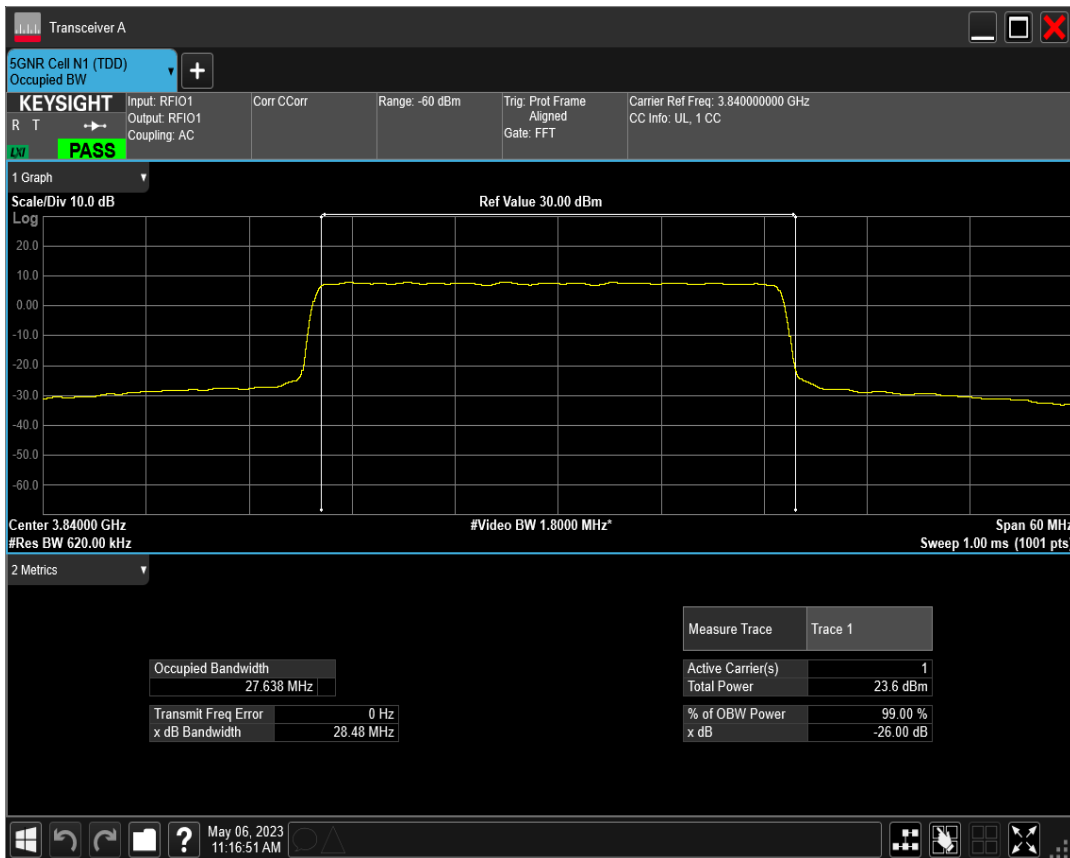 Transceiver A
5GNR Cell N1 (TDD)
Occupied BW
+
KEYSIGHT
R T
LXI
PASS
Input: RFIO1
Output: RFIO1
Coupling: AC
Corr CCorr
Range: -60 dBm
Trig: Prot Frame
Aligned
Gate: FFT
Carrier Ref Freq: 3.840000000 GHz
CC Info: UL, 1 CC
1 Graph
Scale/Div 10.0 dB
Ref Value 30.00 dBm
Log
20.0
10.0
0.00
-10.0
-20.0
-30.0
-40.0
-50.0
-60.0
Center 3.84000 GHz
#Video BW 1.8000 MHz*
Span 60 MHz
#Res BW 620.00 kHz
Sweep 1.00 ms (1001 pts)
2 Metrics
Measure Trace Trace 1
Occupied Bandwidth
27.638 MHz
Active Carrier(s) 1
Total Power 23.6 dBm
Transmit Freq Error 0 Hz
x dB Bandwidth 28.48 MHz
% of OBW Power 99.00 %
x dB -26.00 dB
?
May 06, 2023
11:16:51 AM